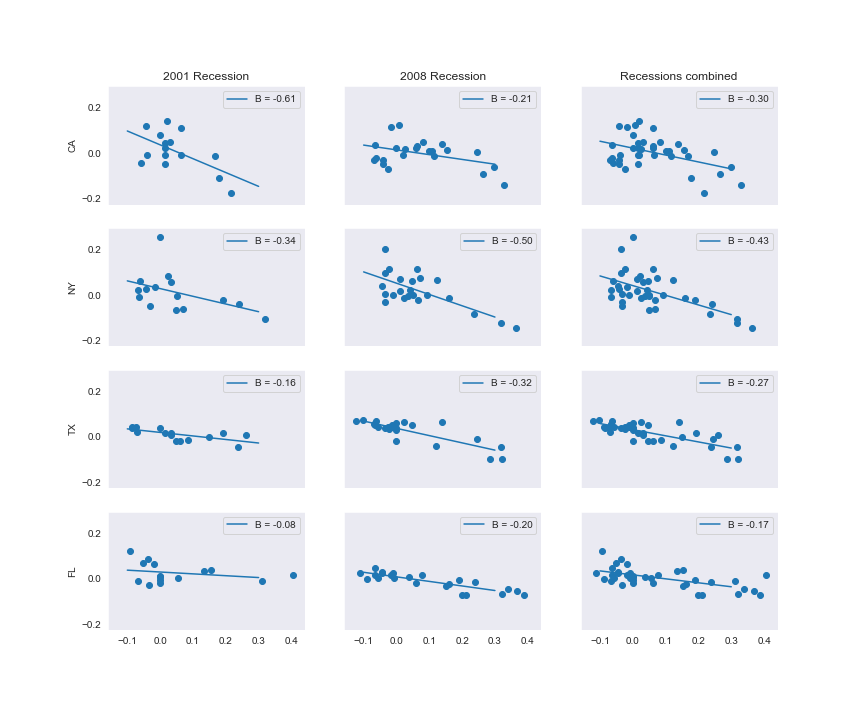 2001 Recession 2008 Recession Recessions combined
B = -0.61 B = -0.21 B = -0.30
0.2
CA
0.0
−0.2
B = -0.34 B = -0.50 B = -0.43
0.2
NY
0.0
−0.2
B = -0.16 B = -0.32 B = -0.27
0.2
TX
0.0
−0.2
B = -0.08 B = -0.20 B = -0.17
0.2
FL
0.0
−0.2
−0.1 0.0 0.1 0.2 0.3 0.4 −0.1 0.0 0.1 0.2 0.3 0.4 −0.1 0.0 0.1 0.2 0.3 0.4